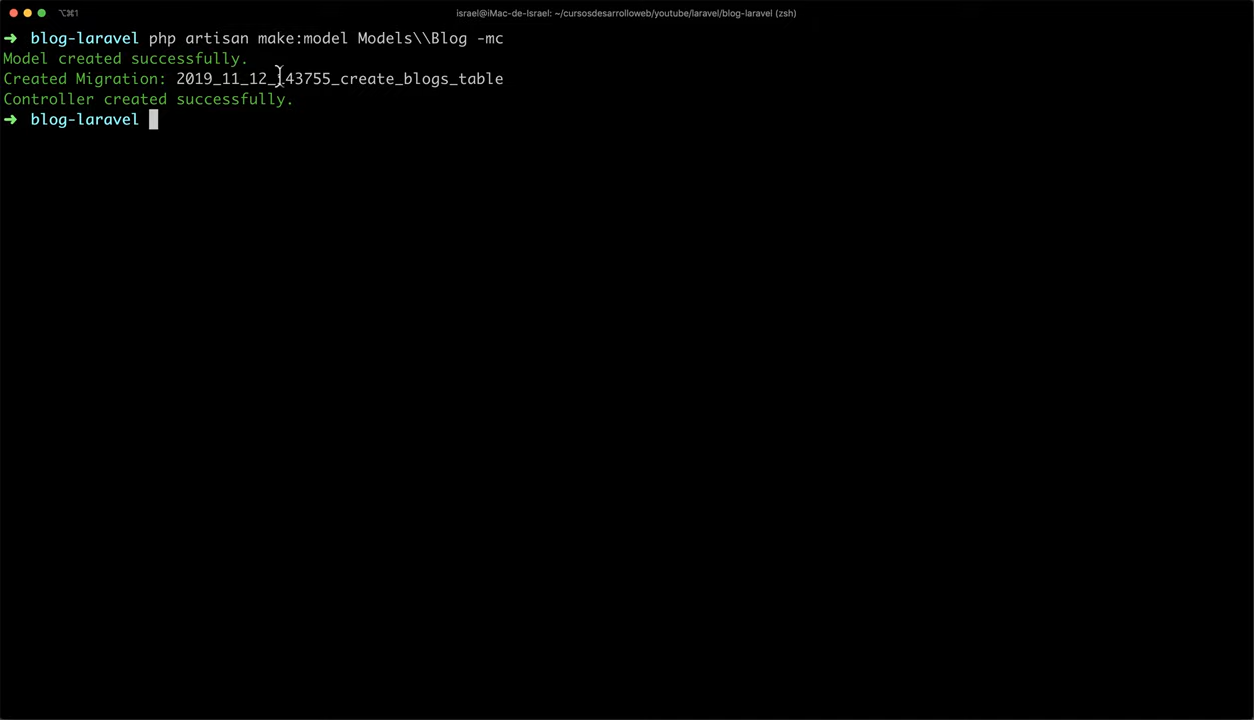 ⌥⌘1
israel@iMac-de-Israel: ~/cursosdesarrolloweb/youtube/laravel/blog-laravel (zsh)
➜ blog-laravel php artisan make:model Models\\Blog -mc
Model created successfully.
Created Migration: 2019_11_12_143755_create_blogs_table
Controller created successfully.
➜ blog-laravel